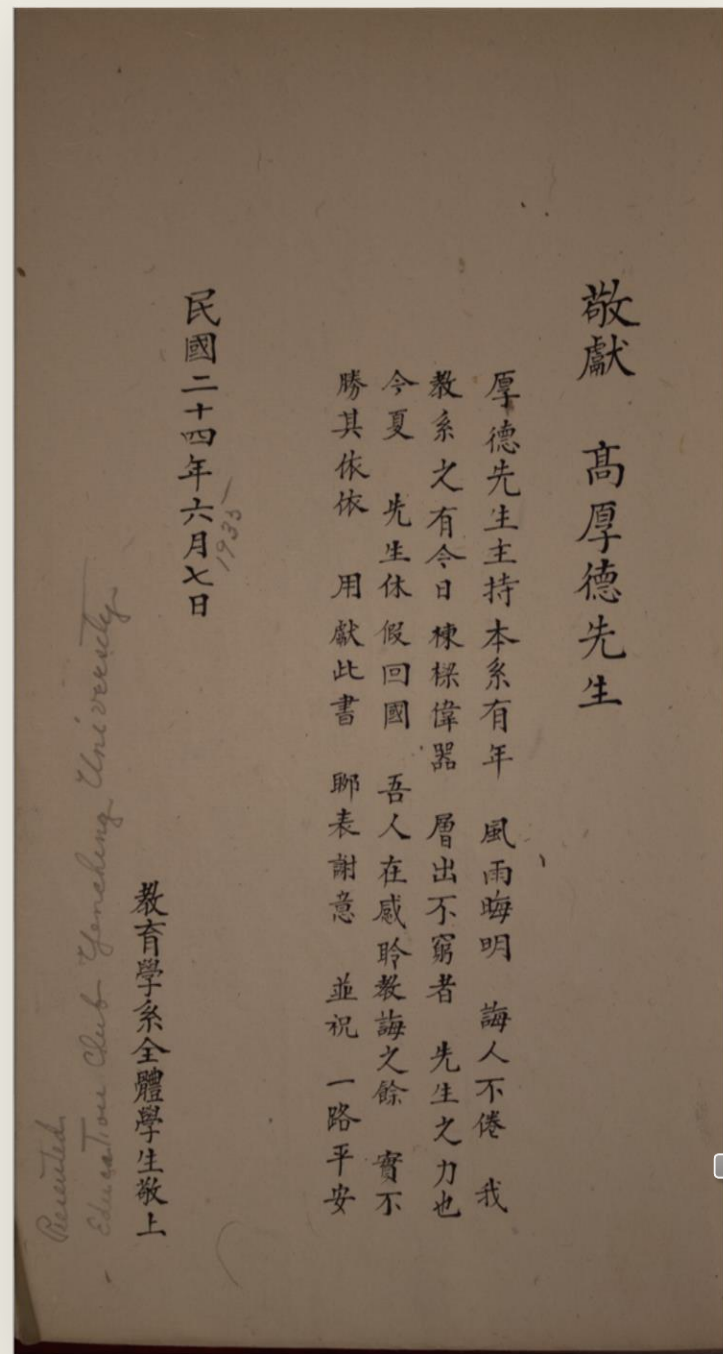 敬獻 高厚德先生
厚德先生主持本系有年 風雨晦明 誨人不倦 我
教系之有今日棟樑偉器 層出不窮者 先生之力也
今夏 先生休假回國 吾人在感聆教誨之餘 實不
勝其依依 用獻此書 聊表謝意 並祝 一路平安
民國二十四年六月七日
1935
教育學系全體學生敬上
Presented
Education Club Yenching University